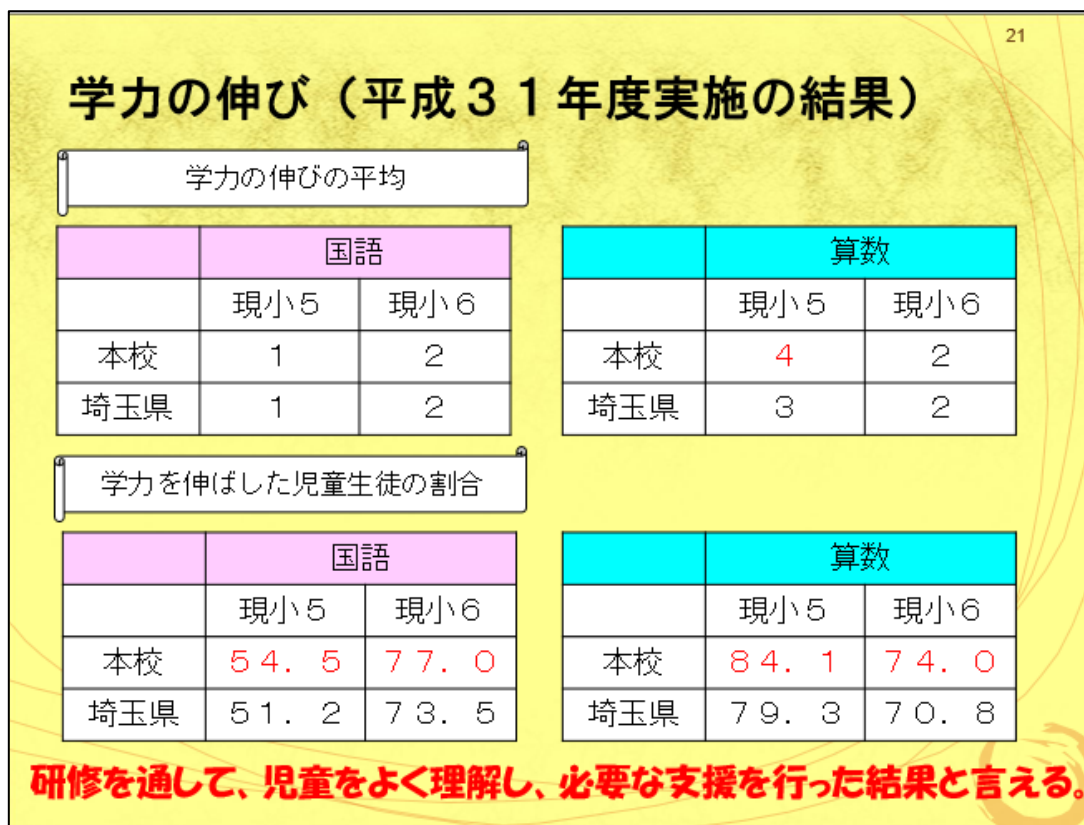 21
学力の伸び（平成３１年度実施の結果）
学力の伸びの平均
国語
現小５ 現小６
本校 １ ２
埼玉県 １ ２
算数
現小５ 現小６
本校 ４ ２
埼玉県 ３ ２
学力を伸ばした児童生徒の割合
国語
現小５ 現小６
本校 ５４．５ ７７．０
埼玉県 ５１．２ ７３．５
算数
現小５ 現小６
本校 ８４．１ ７４．０
埼玉県 ７９．３ ７０．８
研修を通して、児童をよく理解し、必要な支援を行った結果と言える。